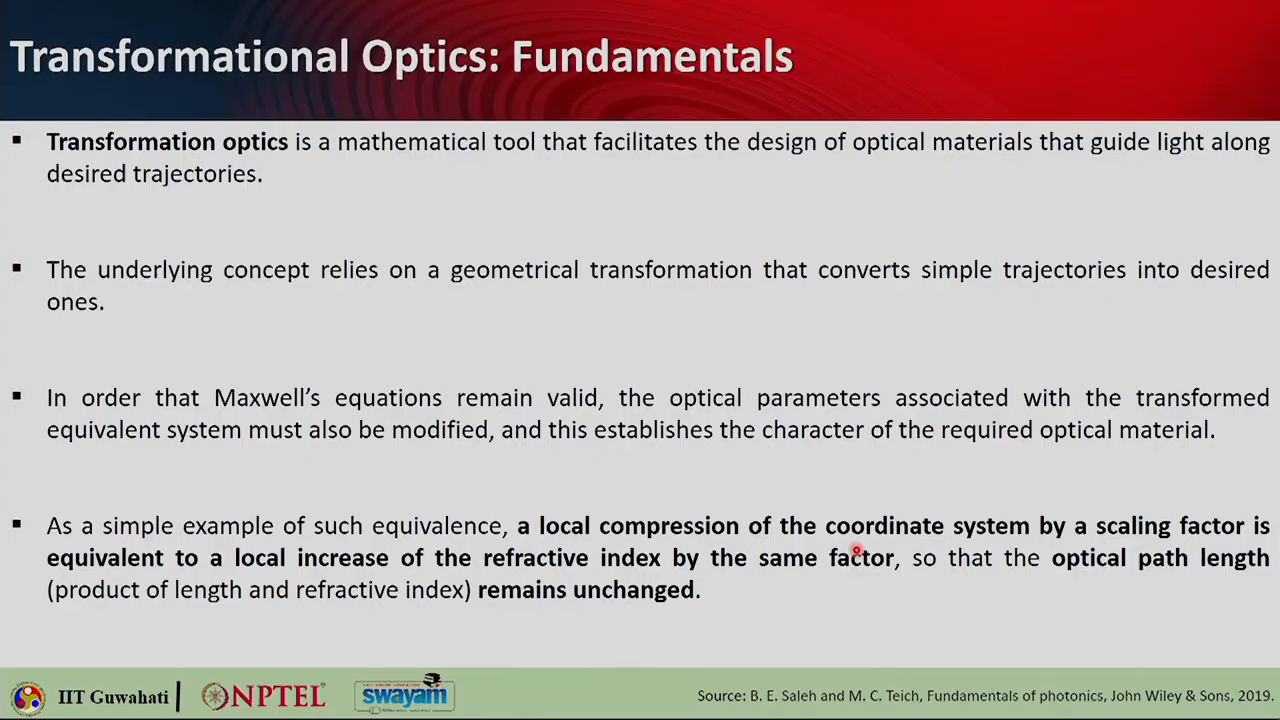 Transformational Optics: Fundamentals
▪ Transformation optics is a mathematical tool that facilitates the design of optical materials that guide light along
desired trajectories.
▪ The underlying concept relies on a geometrical transformation that converts simple trajectories into desired
ones.
▪ In order that Maxwell's equations remain valid, the optical parameters associated with the transformed
equivalent system must also be modified, and this establishes the character of the required optical material.
▪ As a simple example of such equivalence, a local compression of the coordinate system by a scaling factor is
equivalent to a local increase of the refractive index by the same factor, so that the optical path length
(product of length and refractive index) remains unchanged.
IIT Guwahati
NPTEL
swayam
Source: B. E. Saleh and M. C. Teich, Fundamentals of photonics, John Wiley & Sons, 2019.